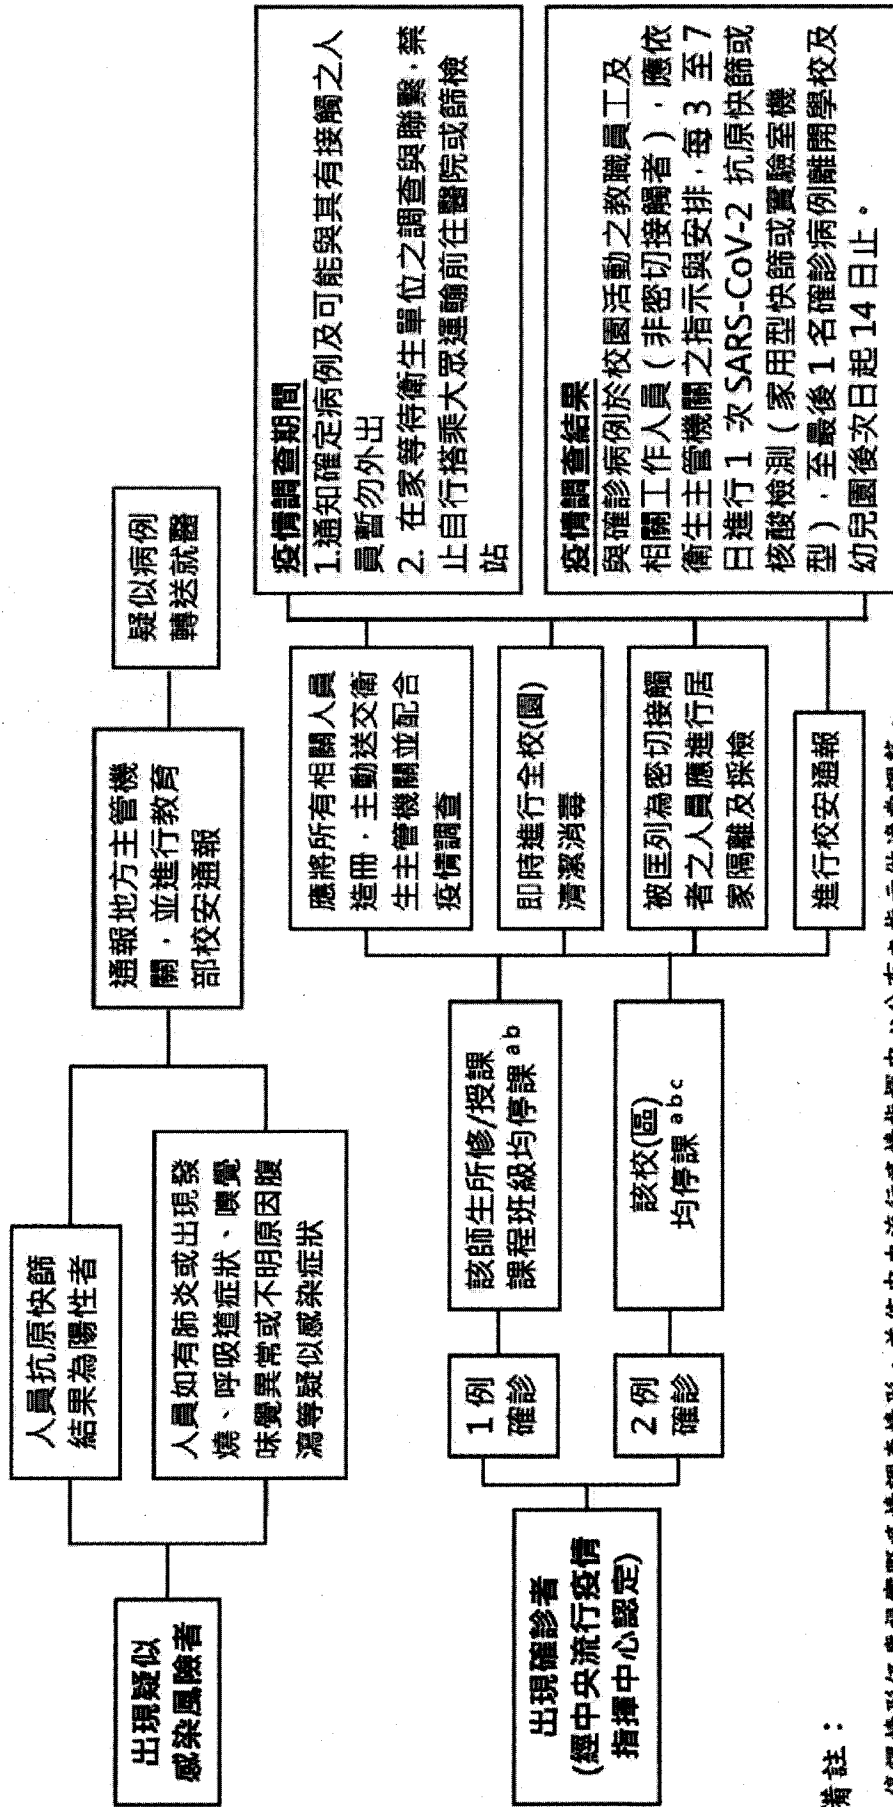 出現疑似
感染風險者
人員抗原快篩
結果為陽性者
人員如有肺炎或出現發
燒、呼吸道症狀、嗅覺
味覺異常或不明原因腹
瀉等疑似感染症狀
通報地方主管機
關，並進行教育
部校安通報
疑似病例
轉送就醫
出現確診者
(經中央流行疫情
指揮中心認定)
1 例
確診
2 例
確診
該師生所修/授課
課程班級均停課 a b
該校(區)
均停課 a b c
應將所有相關人員
造冊，主動送交衛
生主管機關並配合
疫情調查
即時進行全校(園)
清潔消毒
被匡列為密切接觸
者之人員應進行居
家隔離及採檢
進行校安通報
疫情調查期間
1.通知確定病例及可能與其有接觸之人
員暫勿外出
2. 在家等待衛生單位之調查與聯繫，禁
止自行搭乘大眾運輸前往醫院或篩檢
站
疫情調查結果
與確診病例於校園活動之教職員工及
相關工作人員（非密切接觸者），應依
衛生主管機關之指示與安排，每 3 至 7
日進行 1 次 SARS-CoV-2 抗原快篩或
核酸檢測（家用型快篩或實驗室機
型），至最後 1 名確診病例離開學校及
幼兒園後次日起 14 日止。
備註：